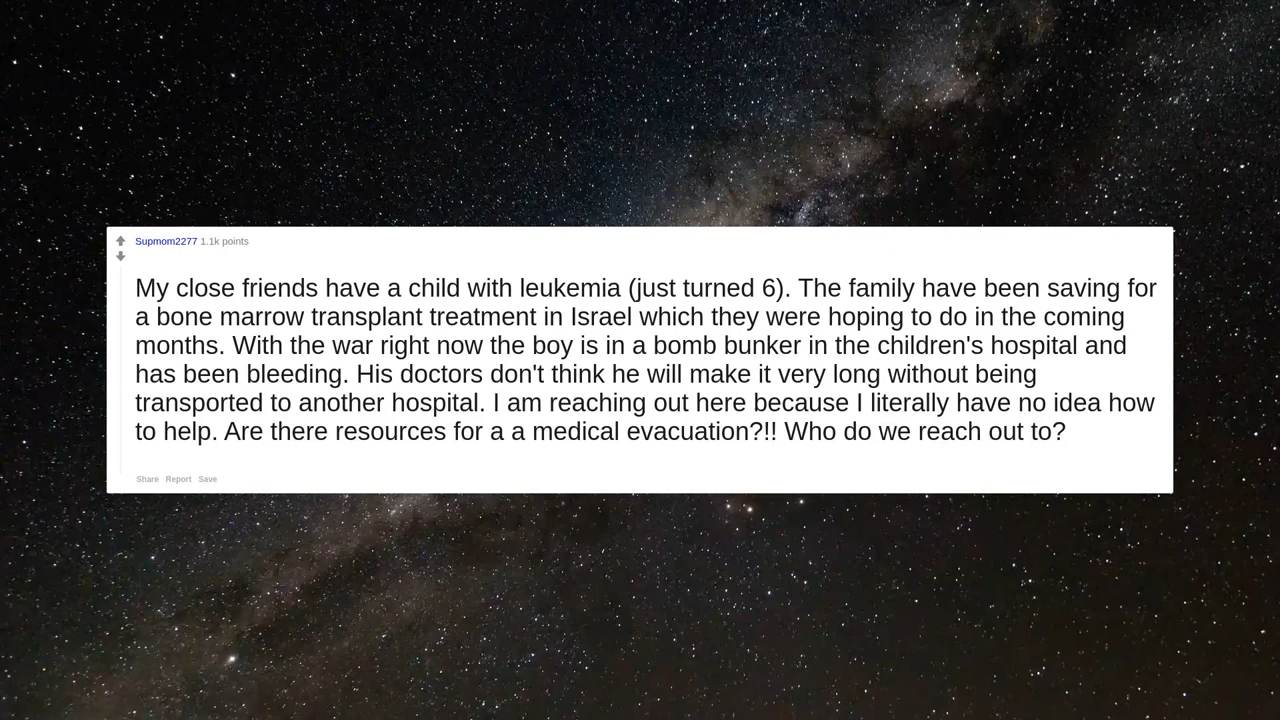 Supmom2277 1.1k points
My close friends have a child with leukemia (just turned 6). The family have been saving for
a bone marrow transplant treatment in Israel which they were hoping to do in the coming
months. With the war right now the boy is in a bomb bunker in the children's hospital and
has been bleeding. His doctors don't think he will make it very long without being
transported to another hospital. I am reaching out here because I literally have no idea how
to help. Are there resources for a a medical evacuation?!! Who do we reach out to?
Share Report Save